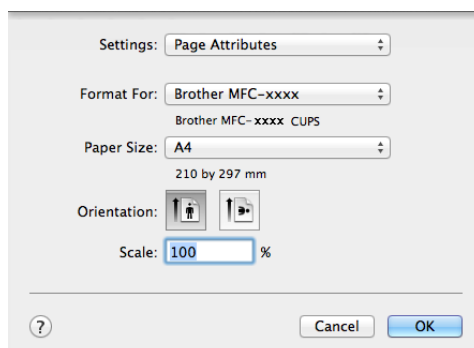 Settings: Page Attributes
Format For: Brother MFC-xxxx
Brother MFC-xxxx CUPS
Paper Size: A4
210 by 297 mm
Orientation:
Scale: 100 %
? Cancel OK